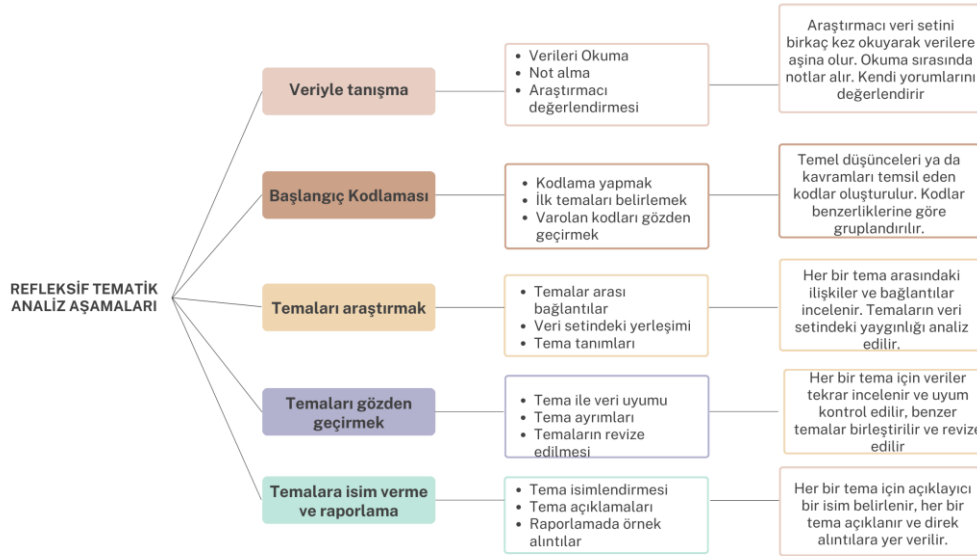 REFLEKSİF TEMATİK
ANALİZ AŞAMALARI
Veriyle tanışma
• Verileri Okuma
• Not alma
• Araştırmacı
değerlendirmesi
Araştırmacı veri setini
birkaç kez okuyarak verilere
aşina olur. Okuma sırasında
notlar alır. Kendi yorumlarını
değerlendirir
Başlangıç Kodlaması
• Kodlama yapmak
• İlk temaları belirlemek
• Varolan kodları gözden
geçirmek
Temel düşünceleri ya da
kavramları temsil eden
kodlar oluşturulur. Kodlar
benzerliklerine göre
gruplandırılır.
Temaları araştırmak
• Temalar arası
bağlantılar
• Veri setindeki yerleşimi
• Tema tanımları
Her bir tema arasındaki
ilişkiler ve bağlantılar
incelenir. Temaların veri
setindeki yaygınlığı analiz
edilir.
Temaları gözden
geçirmek
• Tema ile veri uyumu
• Tema ayrımları
• Temaların revize
edilmesi
Her bir tema için veriler
tekrar incelenir ve uyum
kontrol edilir, benzer
temalar birleştirilir ve revize
edilir
Temalara isim verme
ve raporlama
• Tema isimlendirmesi
• Tema açıklamaları
• Raporlamada örnek
alıntılar
Her bir tema için açıklayıcı
bir isim belirlenir, her bir
tema açıklanır ve direk
alıntılara yer verilir.